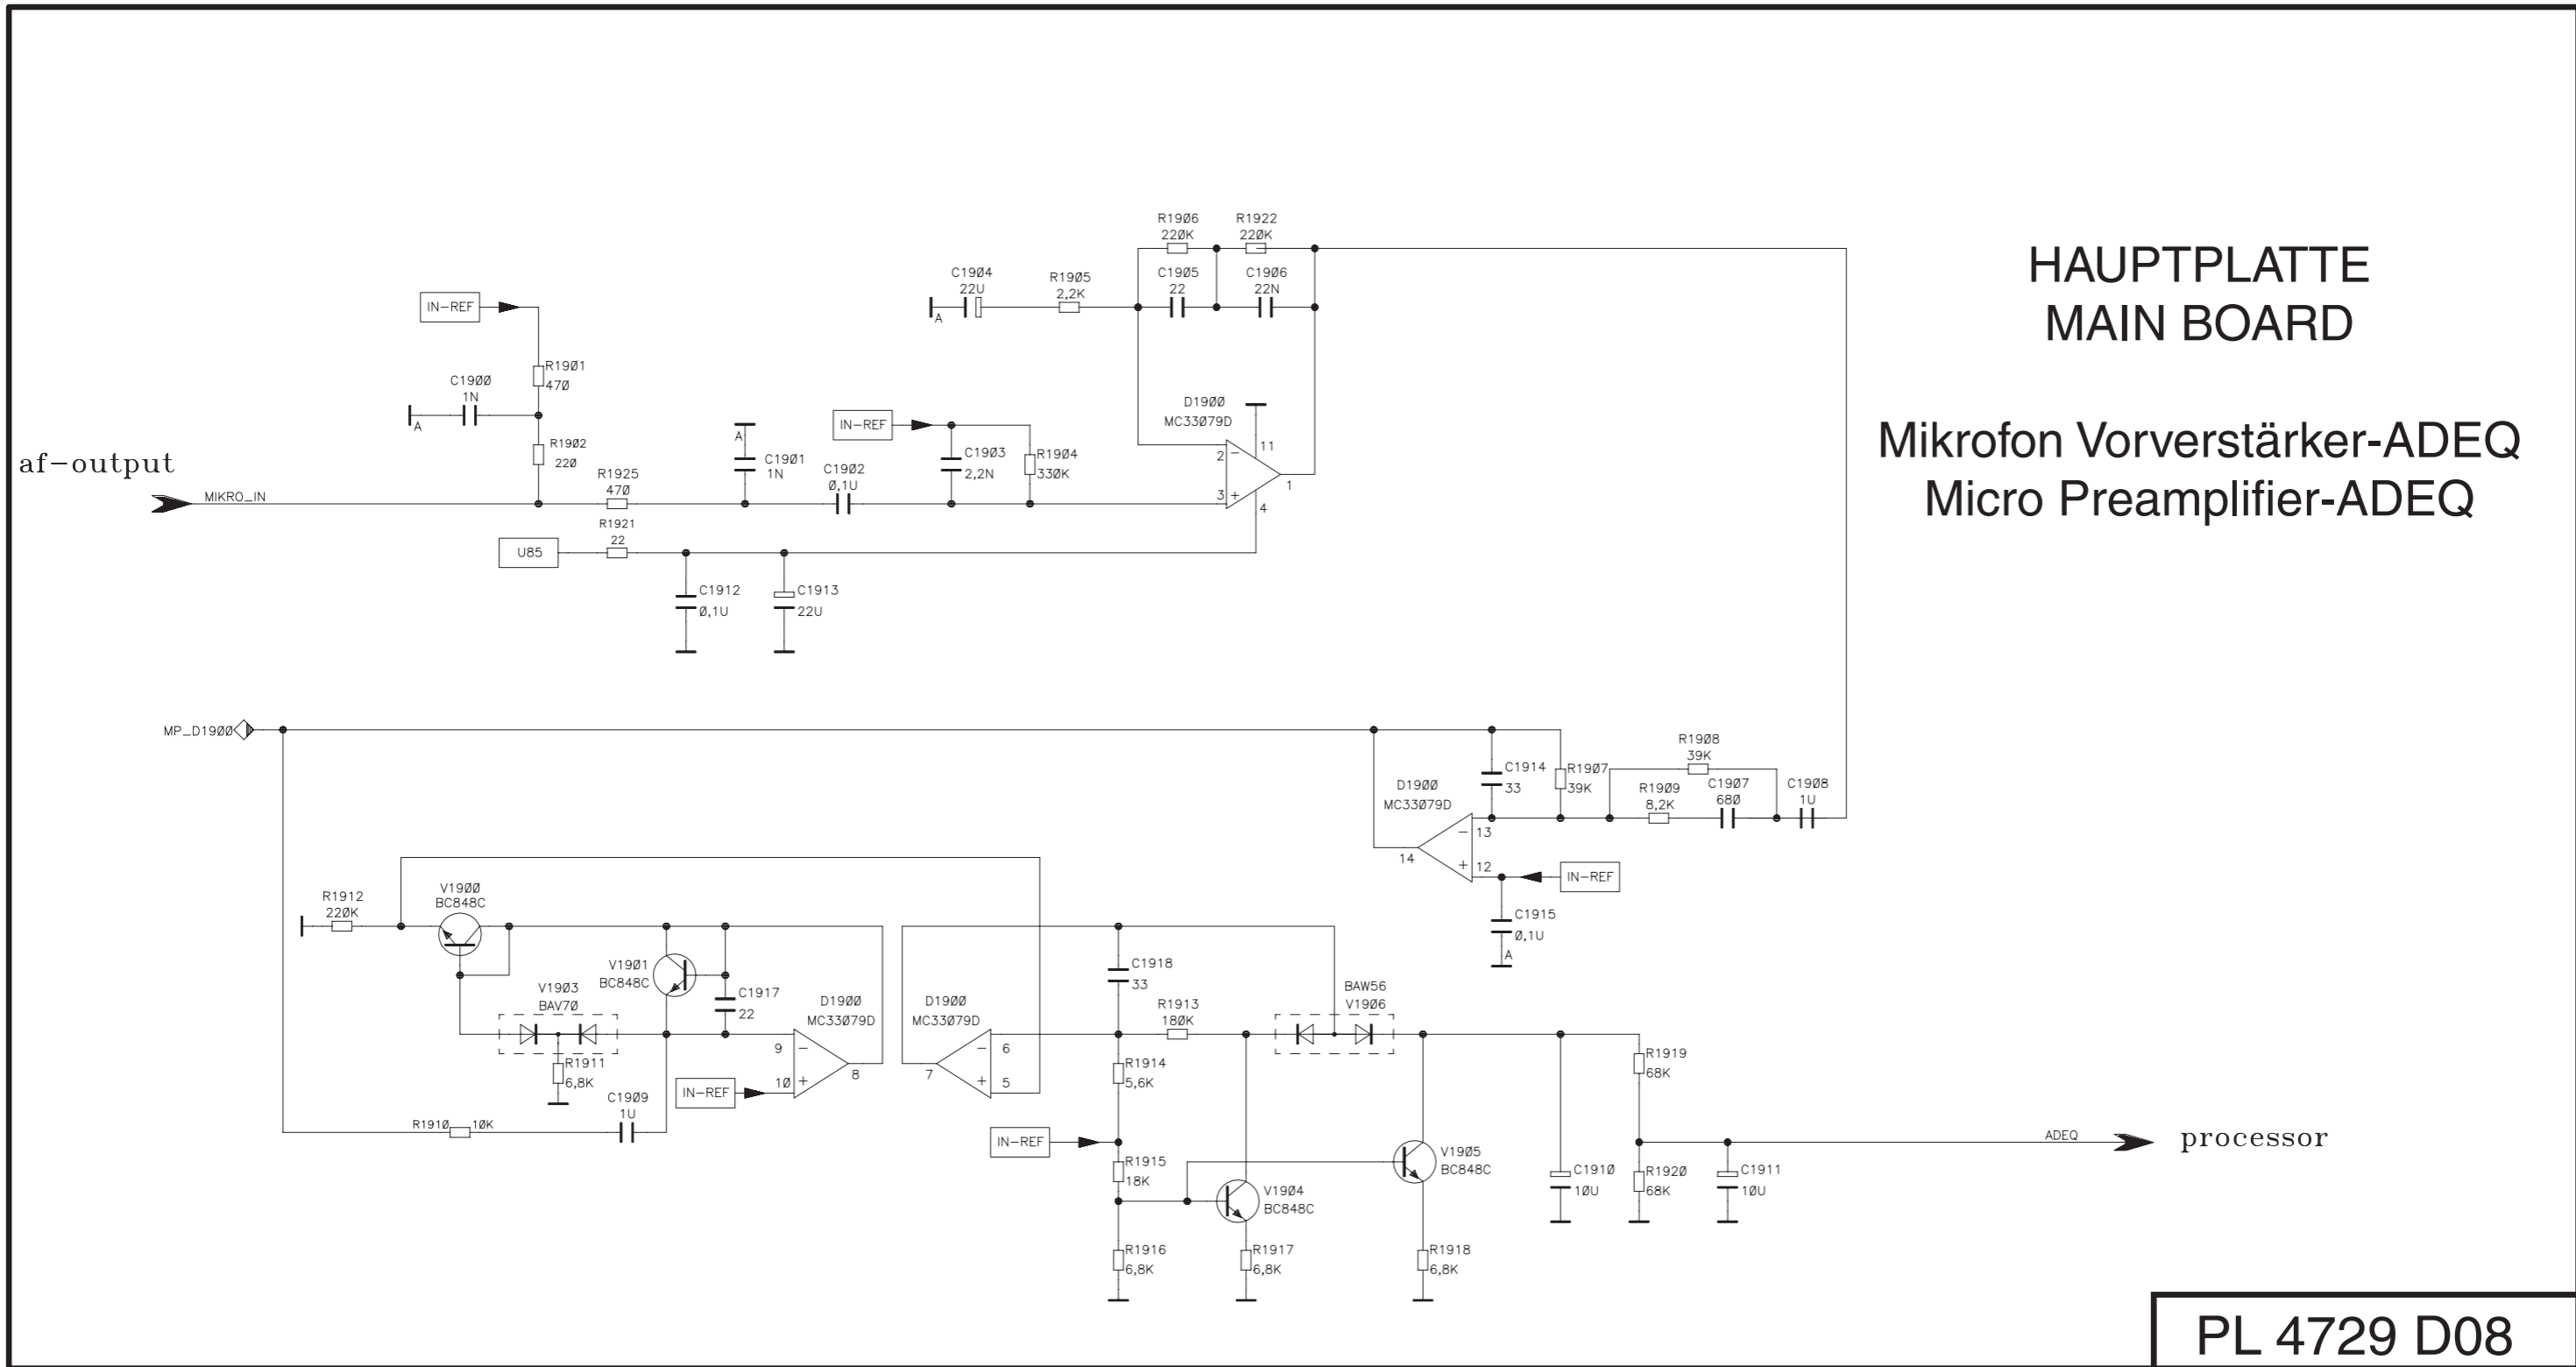 HAUPTPLATTE
MAIN BOARD
Mikrofon Vorverstärker-ADEQ
Micro Preamplifier-ADEQ
R19Ø6
22ØK
R1922
22ØK
C19Ø4
22U
R19Ø5
2,2K
C19Ø5
22
C19Ø6
22N
A
IN-REF
R19Ø1
47Ø
C19ØØ
1N
A
R19Ø2
22Ø
af-output
MIKRO_IN
R1925
47Ø
A
C19Ø1
1N
C19Ø2
Ø,1U
IN-REF
C19Ø3
2,2N
R19Ø4
33ØK
D19ØØ
MC33Ø79D
2
-
11
3
+
1
4
U85
R1921
22
C1912
Ø,1U
C1913
22U
MP_D19ØØ
R19Ø8
39K
C1914
33
R19Ø7
39K
R19Ø9
8,2K
C19Ø7
68Ø
C19Ø8
1U
D19ØØ
MC33Ø79D
-
13
14
+
12
IN-REF
C1915
Ø,1U
A
R1912
22ØK
V19ØØ
BC848C
V19Ø1
BC848C
C1917
22
V19Ø3
BAV7Ø
R1911
6,8K
D19ØØ
MC33Ø79D
9
-
1Ø
+
8
IN-REF
C19Ø9
1U
R191Ø
1ØK
D19ØØ
MC33Ø79D
-
6
7
+
5
C1918
33
R1913
18ØK
BAW56
V19Ø6
R1914
5,6K
IN-REF
R1915
18K
R1916
6,8K
V19Ø4
BC848C
R1917
6,8K
V19Ø5
BC848C
R1918
6,8K
R1919
68K
C191Ø
1ØU
R192Ø
68K
C1911
1ØU
ADEQ
processor
PL 4729 D08